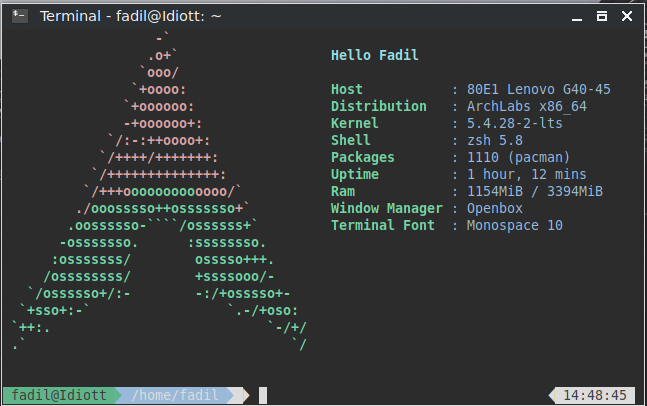 Terminal - fadil@Idiott: ~
-`
.o+`
`ooo/
`+oooo:
`+oooooo:
-+oooooo+:
`/:-:++oooo+:
`/++++/+++++++:
`/++++++++++++++:
`/+++ooooooooooooo/`
./ooosssso++osssssso+`
.oossssso-````/ossssss+`
-osssssso. :ssssssso.
:osssssss/ osssso+++.
/ossssssss/ +ssssooo/-
`/ossssso+/:- -:/+osssso+-
`+sso+:-` `.-/+oso:
`++:. `-/+/
.` `/
Hello Fadil
Host : 80E1 Lenovo G40-45
Distribution : ArchLabs x86_64
Kernel : 5.4.28-2-lts
Shell : zsh 5.8
Packages : 1110 (pacman)
Uptime : 1 hour, 12 mins
Ram : 1154MiB / 3394MiB
Window Manager : Openbox
Terminal Font : Monospace 10
fadil@Idiott /home/fadil 14:48:45